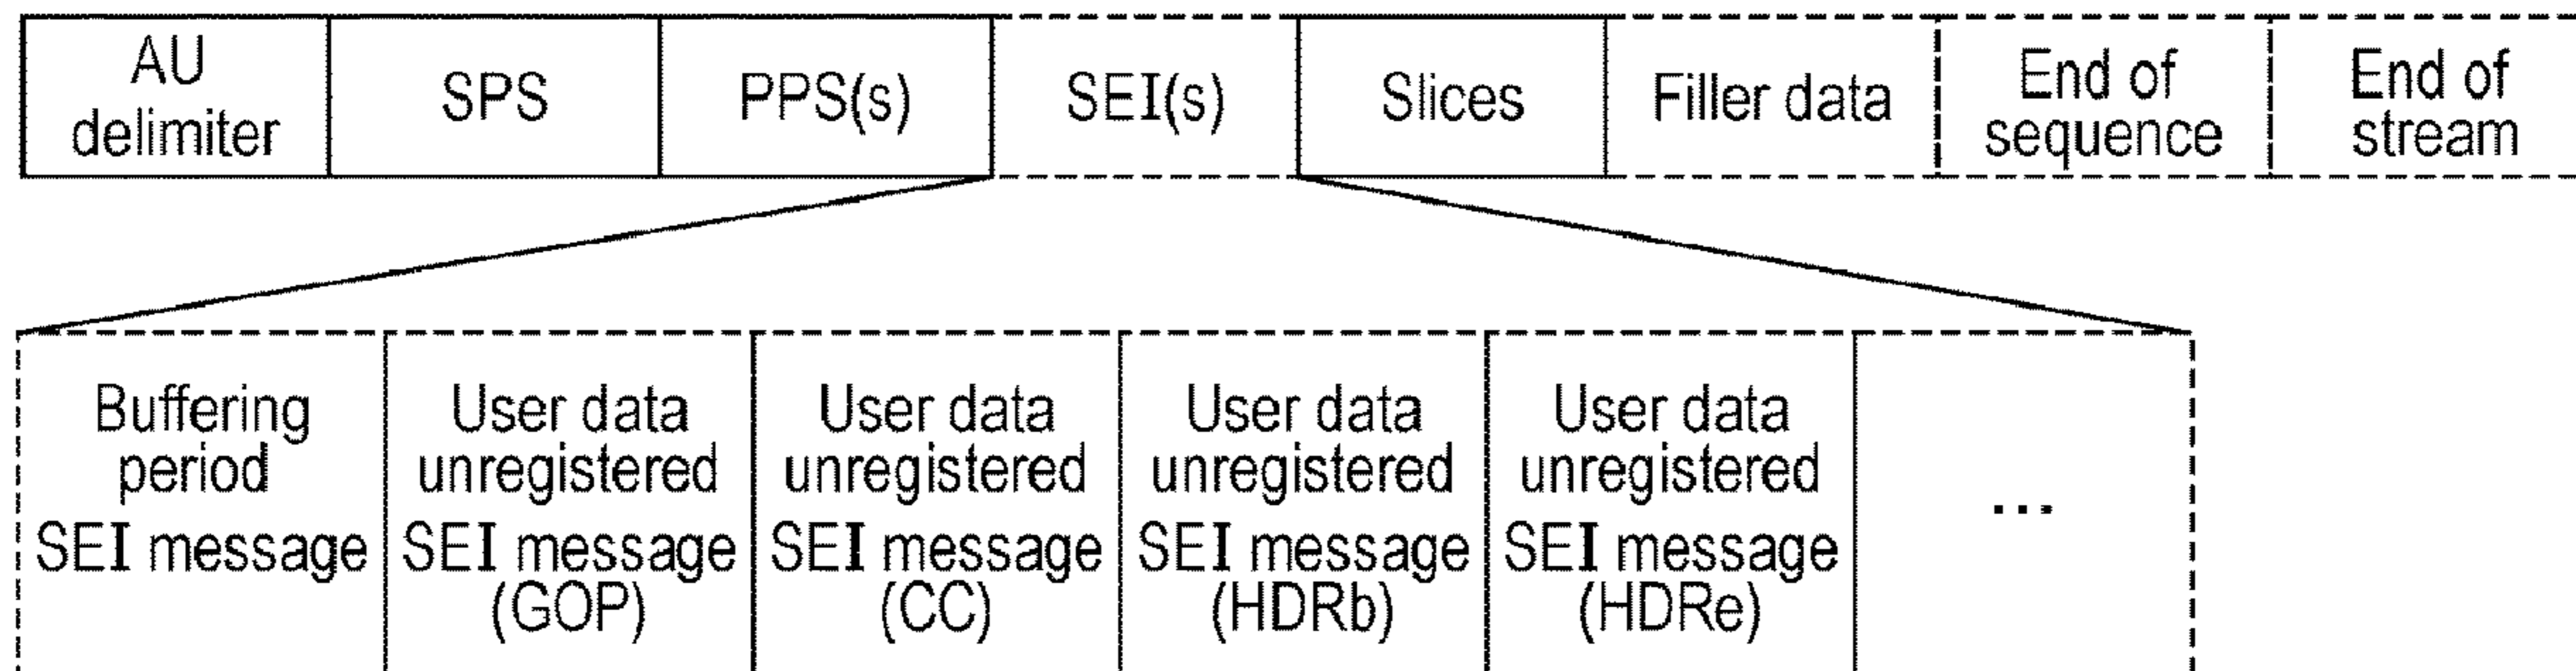 AU
delimiter
SPS
PPS(s)
SEI(s)
Slices
Filler data
End of
sequence
End of
stream
Buffering
period
SEI message
User data
unregistered
SEI message
(GOP)
User data
unregistered
SEI message
(CC)
User data
unregistered
SEI message
(HDRb)
User data
unregistered
SEI message
(HDRe)
...